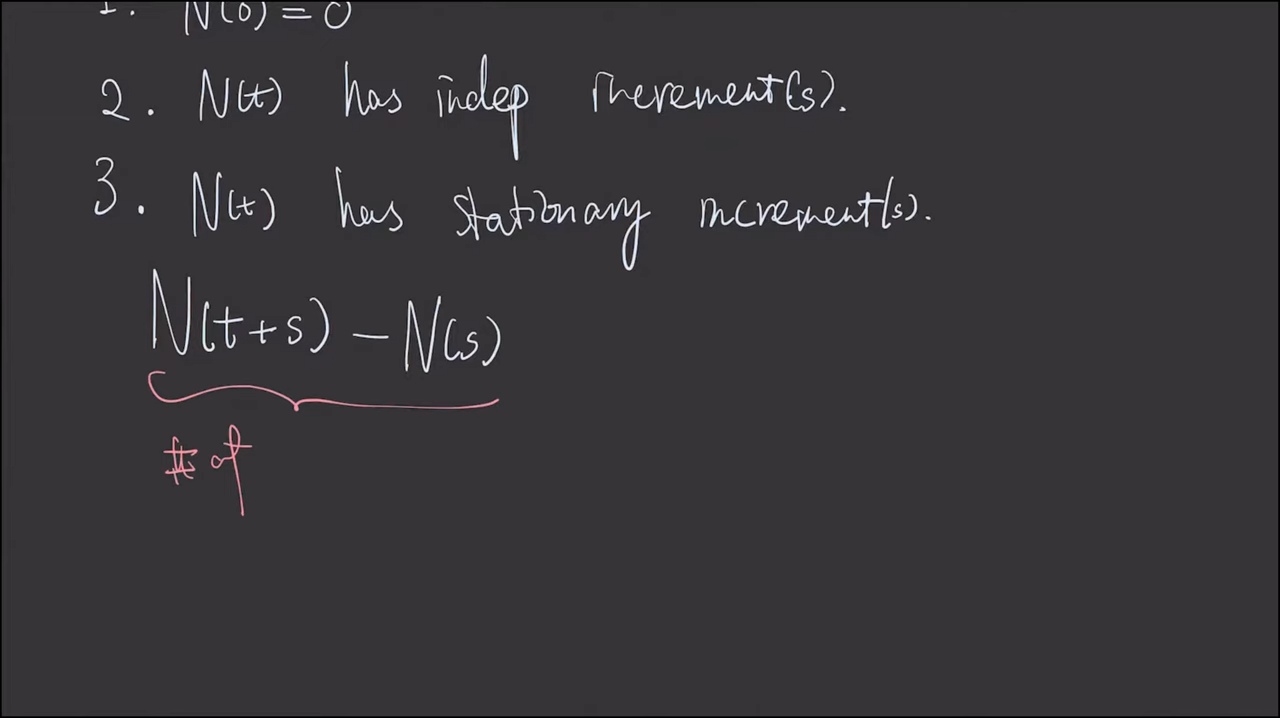 1. N(0) = 0
2. N(t) has indep increment(s).
3. N(t) has stationary increment(s).
N(t+s) - N(s)
# of